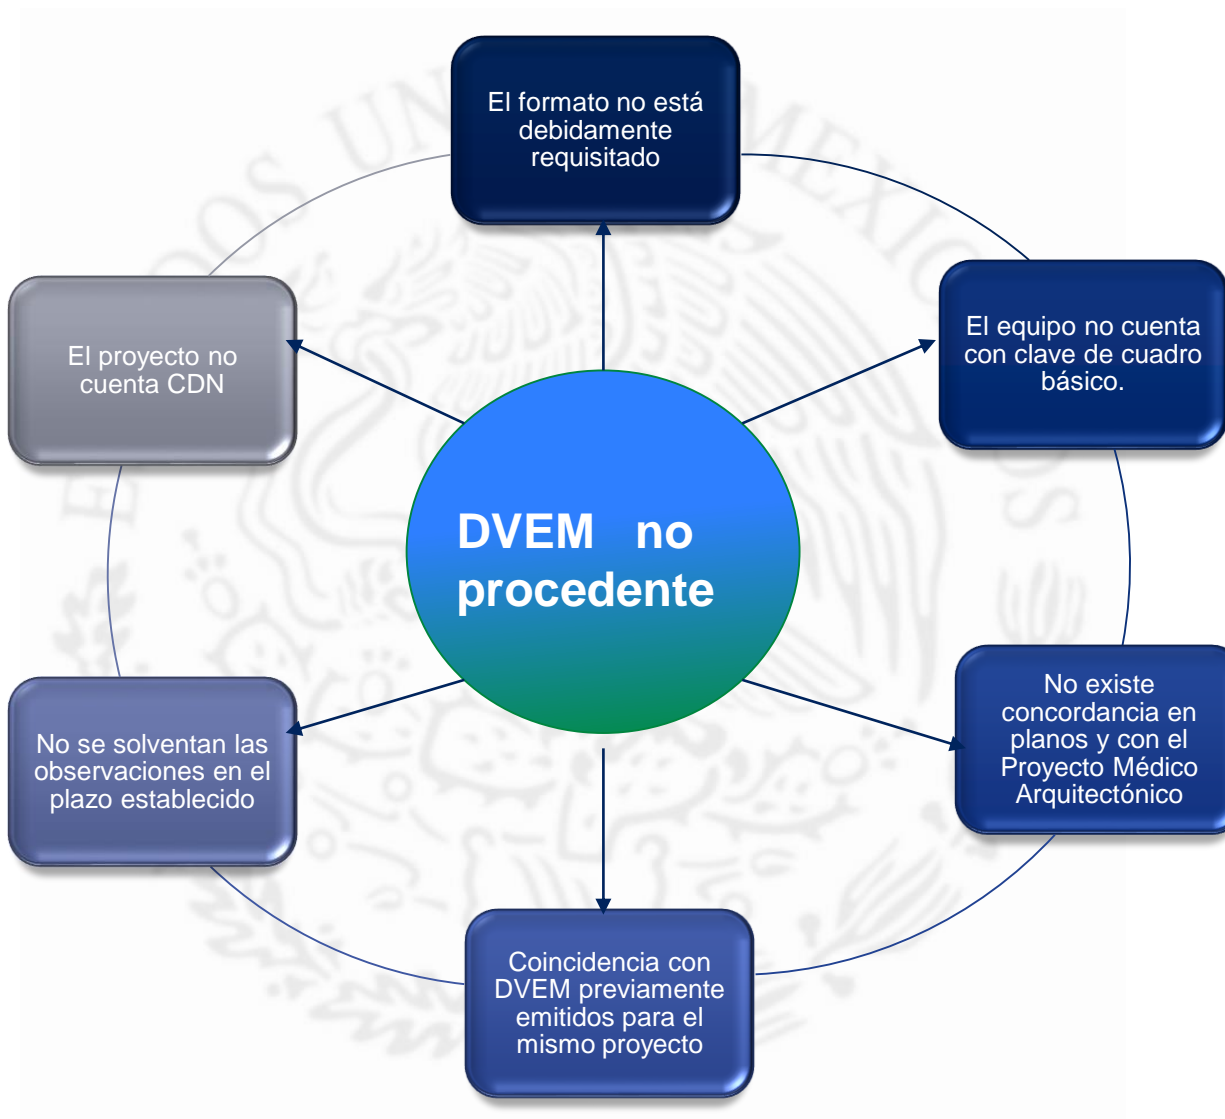 El formato no está
debidamente
requisitado
El equipo no cuenta
con clave de cuadro
básico.
No existe
concordancia en
planos y con el
Proyecto Médico
Arquitectónico
Coincidencia con
DVEM previamente
emitidos para el
mismo proyecto
No se solventan las
observaciones en el
plazo establecido
El proyecto no
cuenta CDN
DVEM no
procedente